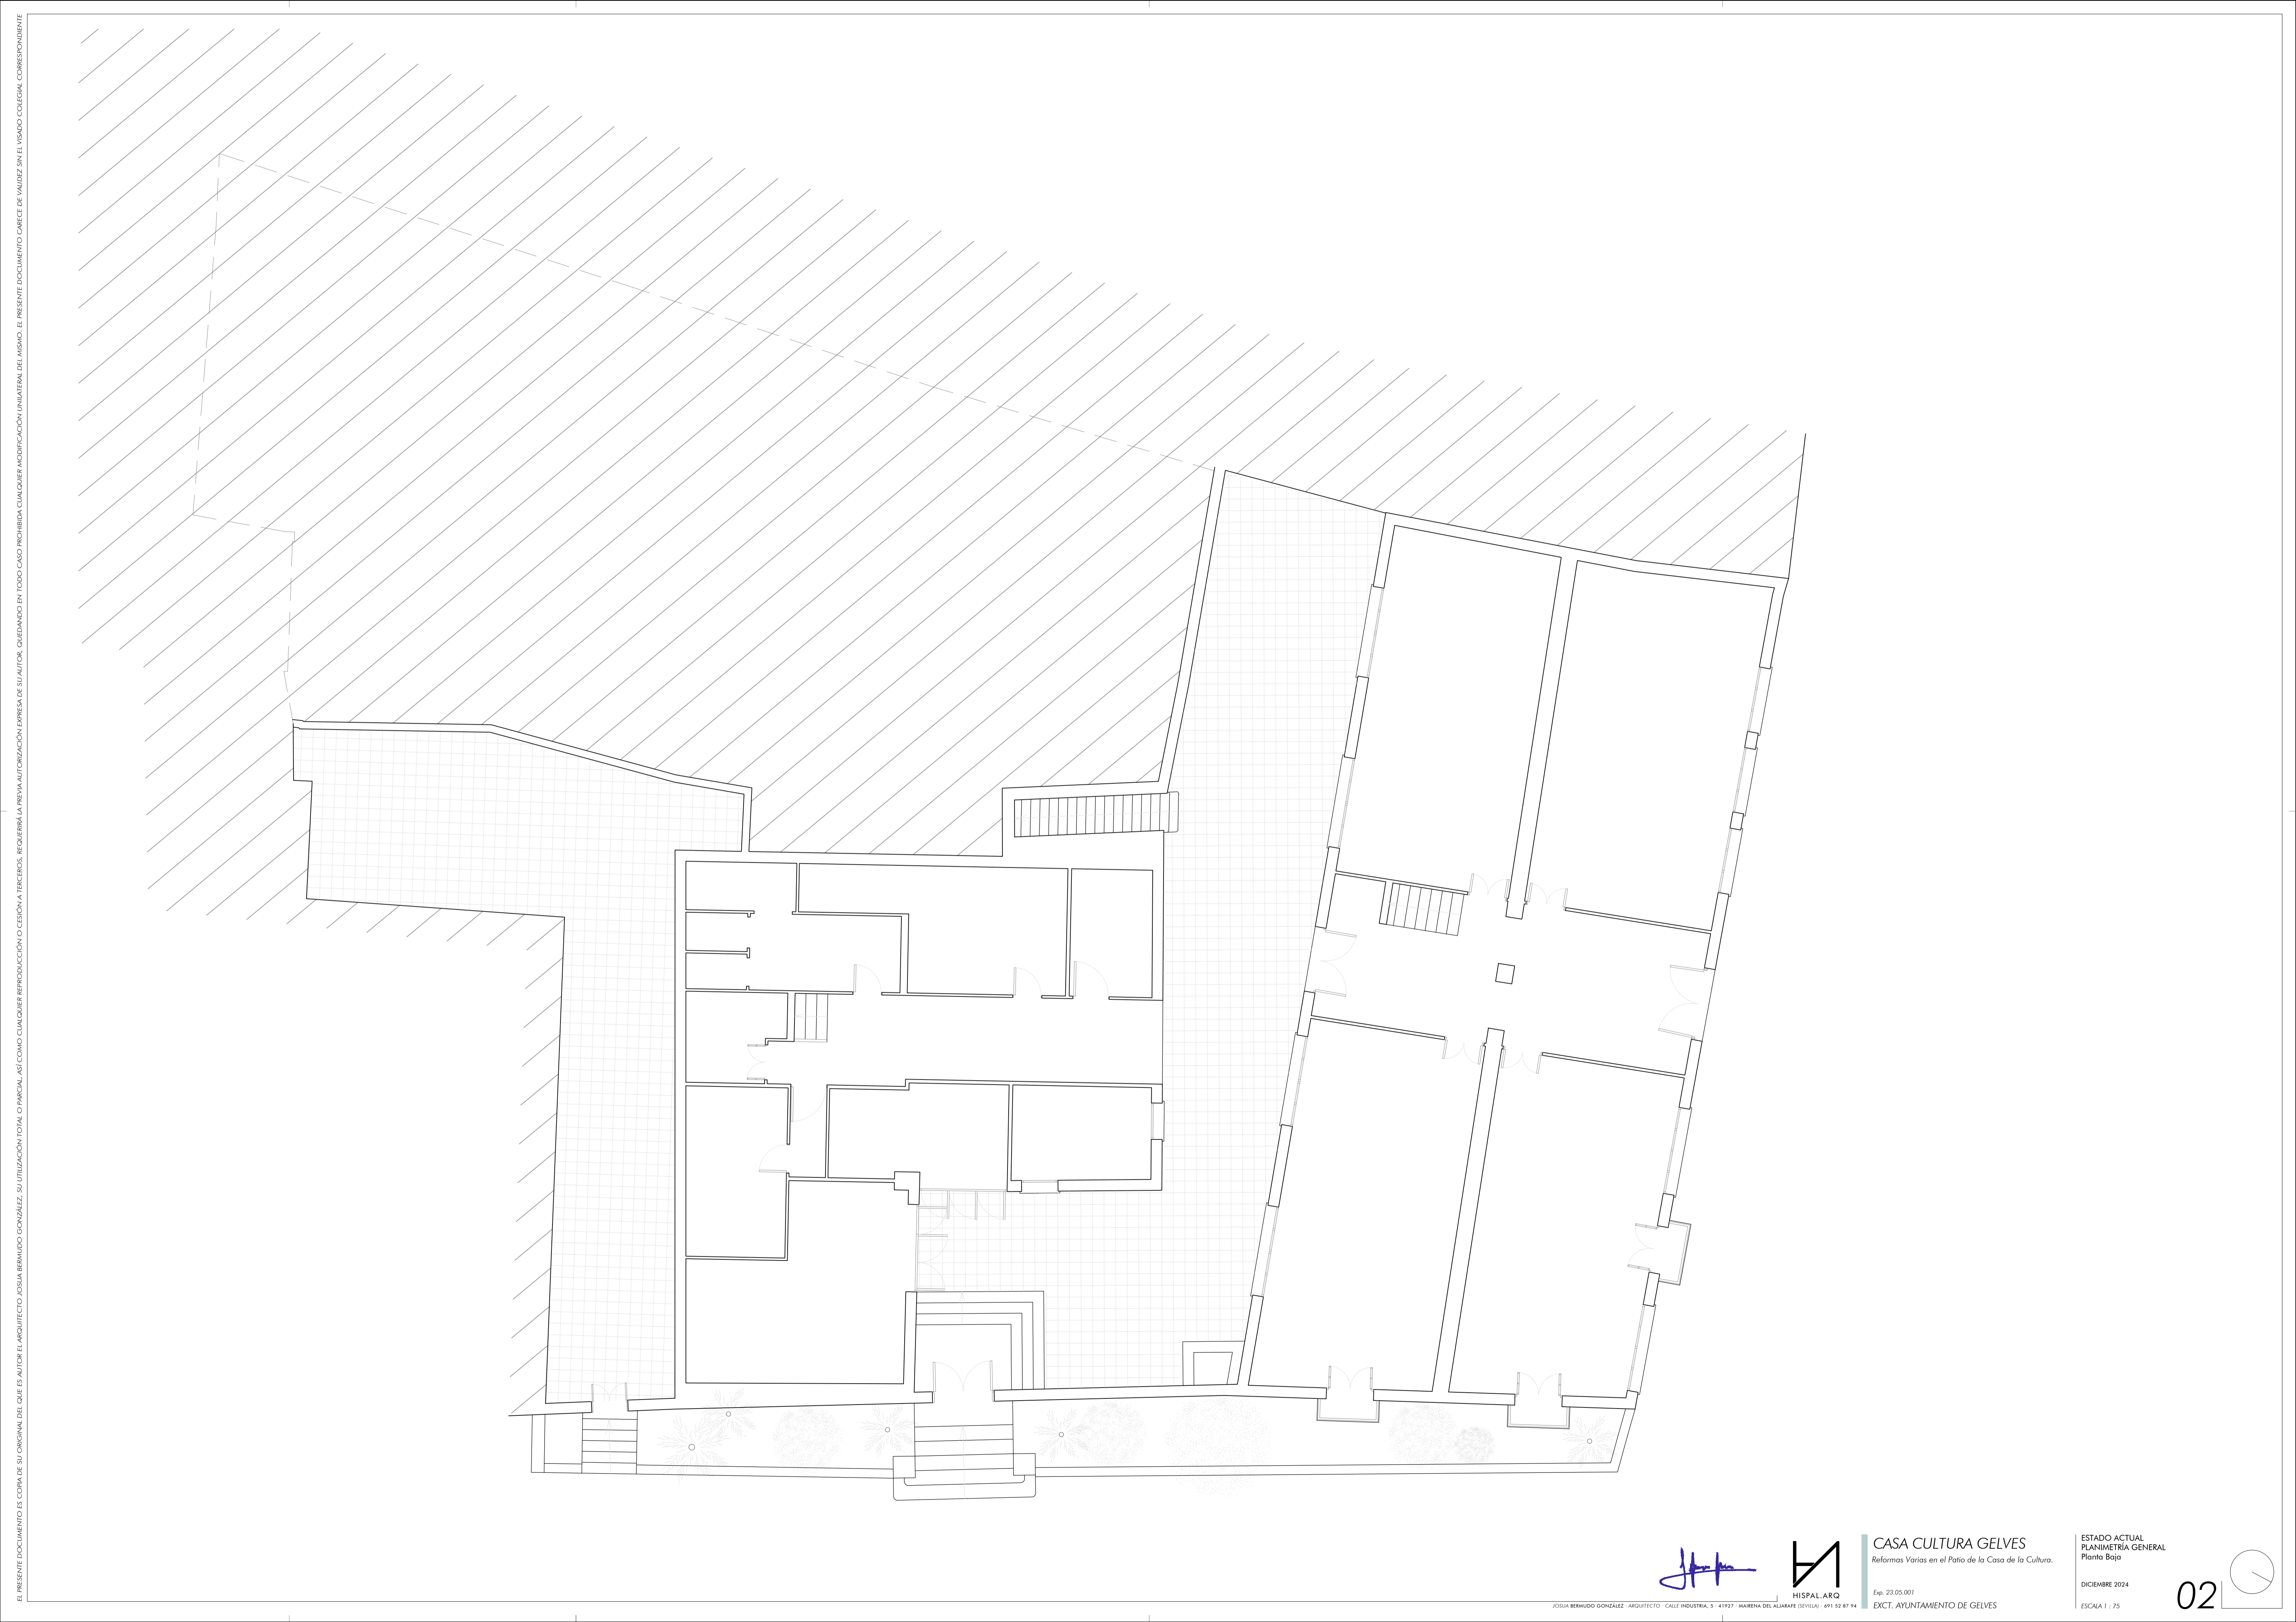 EL PRESENTE DOCUMENTO ES COPIA DE SU ORIGINAL DEL QUE ES AUTOR EL ARQUITECTO JOSUA BERMUDO GONZÁLEZ. SU UTILIZACIÓN TOTAL O PARCIAL, ASÍ COMO CUALQUIER REPRODUCCIÓN O CESIÓN A TERCEROS, REQUERIRÁ LA PREVIA AUTORIZACIÓN EXPRESA DE SU AUTOR, QUEDANDO EN TODO CASO PROHIBIDA CUALQUIER MODIFICACIÓN UNILATERAL DEL MISMO. EL PRESENTE DOCUMENTO CARECE DE VALIDEZ SIN EL VISADO COLEGIAL CORRESPONDIENTE
HISPAL.ARQ
JOSUA BERMUDO GONZÁLEZ · ARQUITECTO · CALLE INDUSTRIA, 5 · 41927 · MAIRENA DEL ALJARAFE (SEVILLA) · 691 52 87 94
CASA CULTURA GELVES
Reformas Varias en el Patio de la Casa de la Cultura.
Exp. 23.05.001
EXCT. AYUNTAMIENTO DE GELVES
ESTADO ACTUAL
PLANIMETRÍA GENERAL
Planta Baja
DICIEMBRE 2024
ESCALA 1 : 75
02